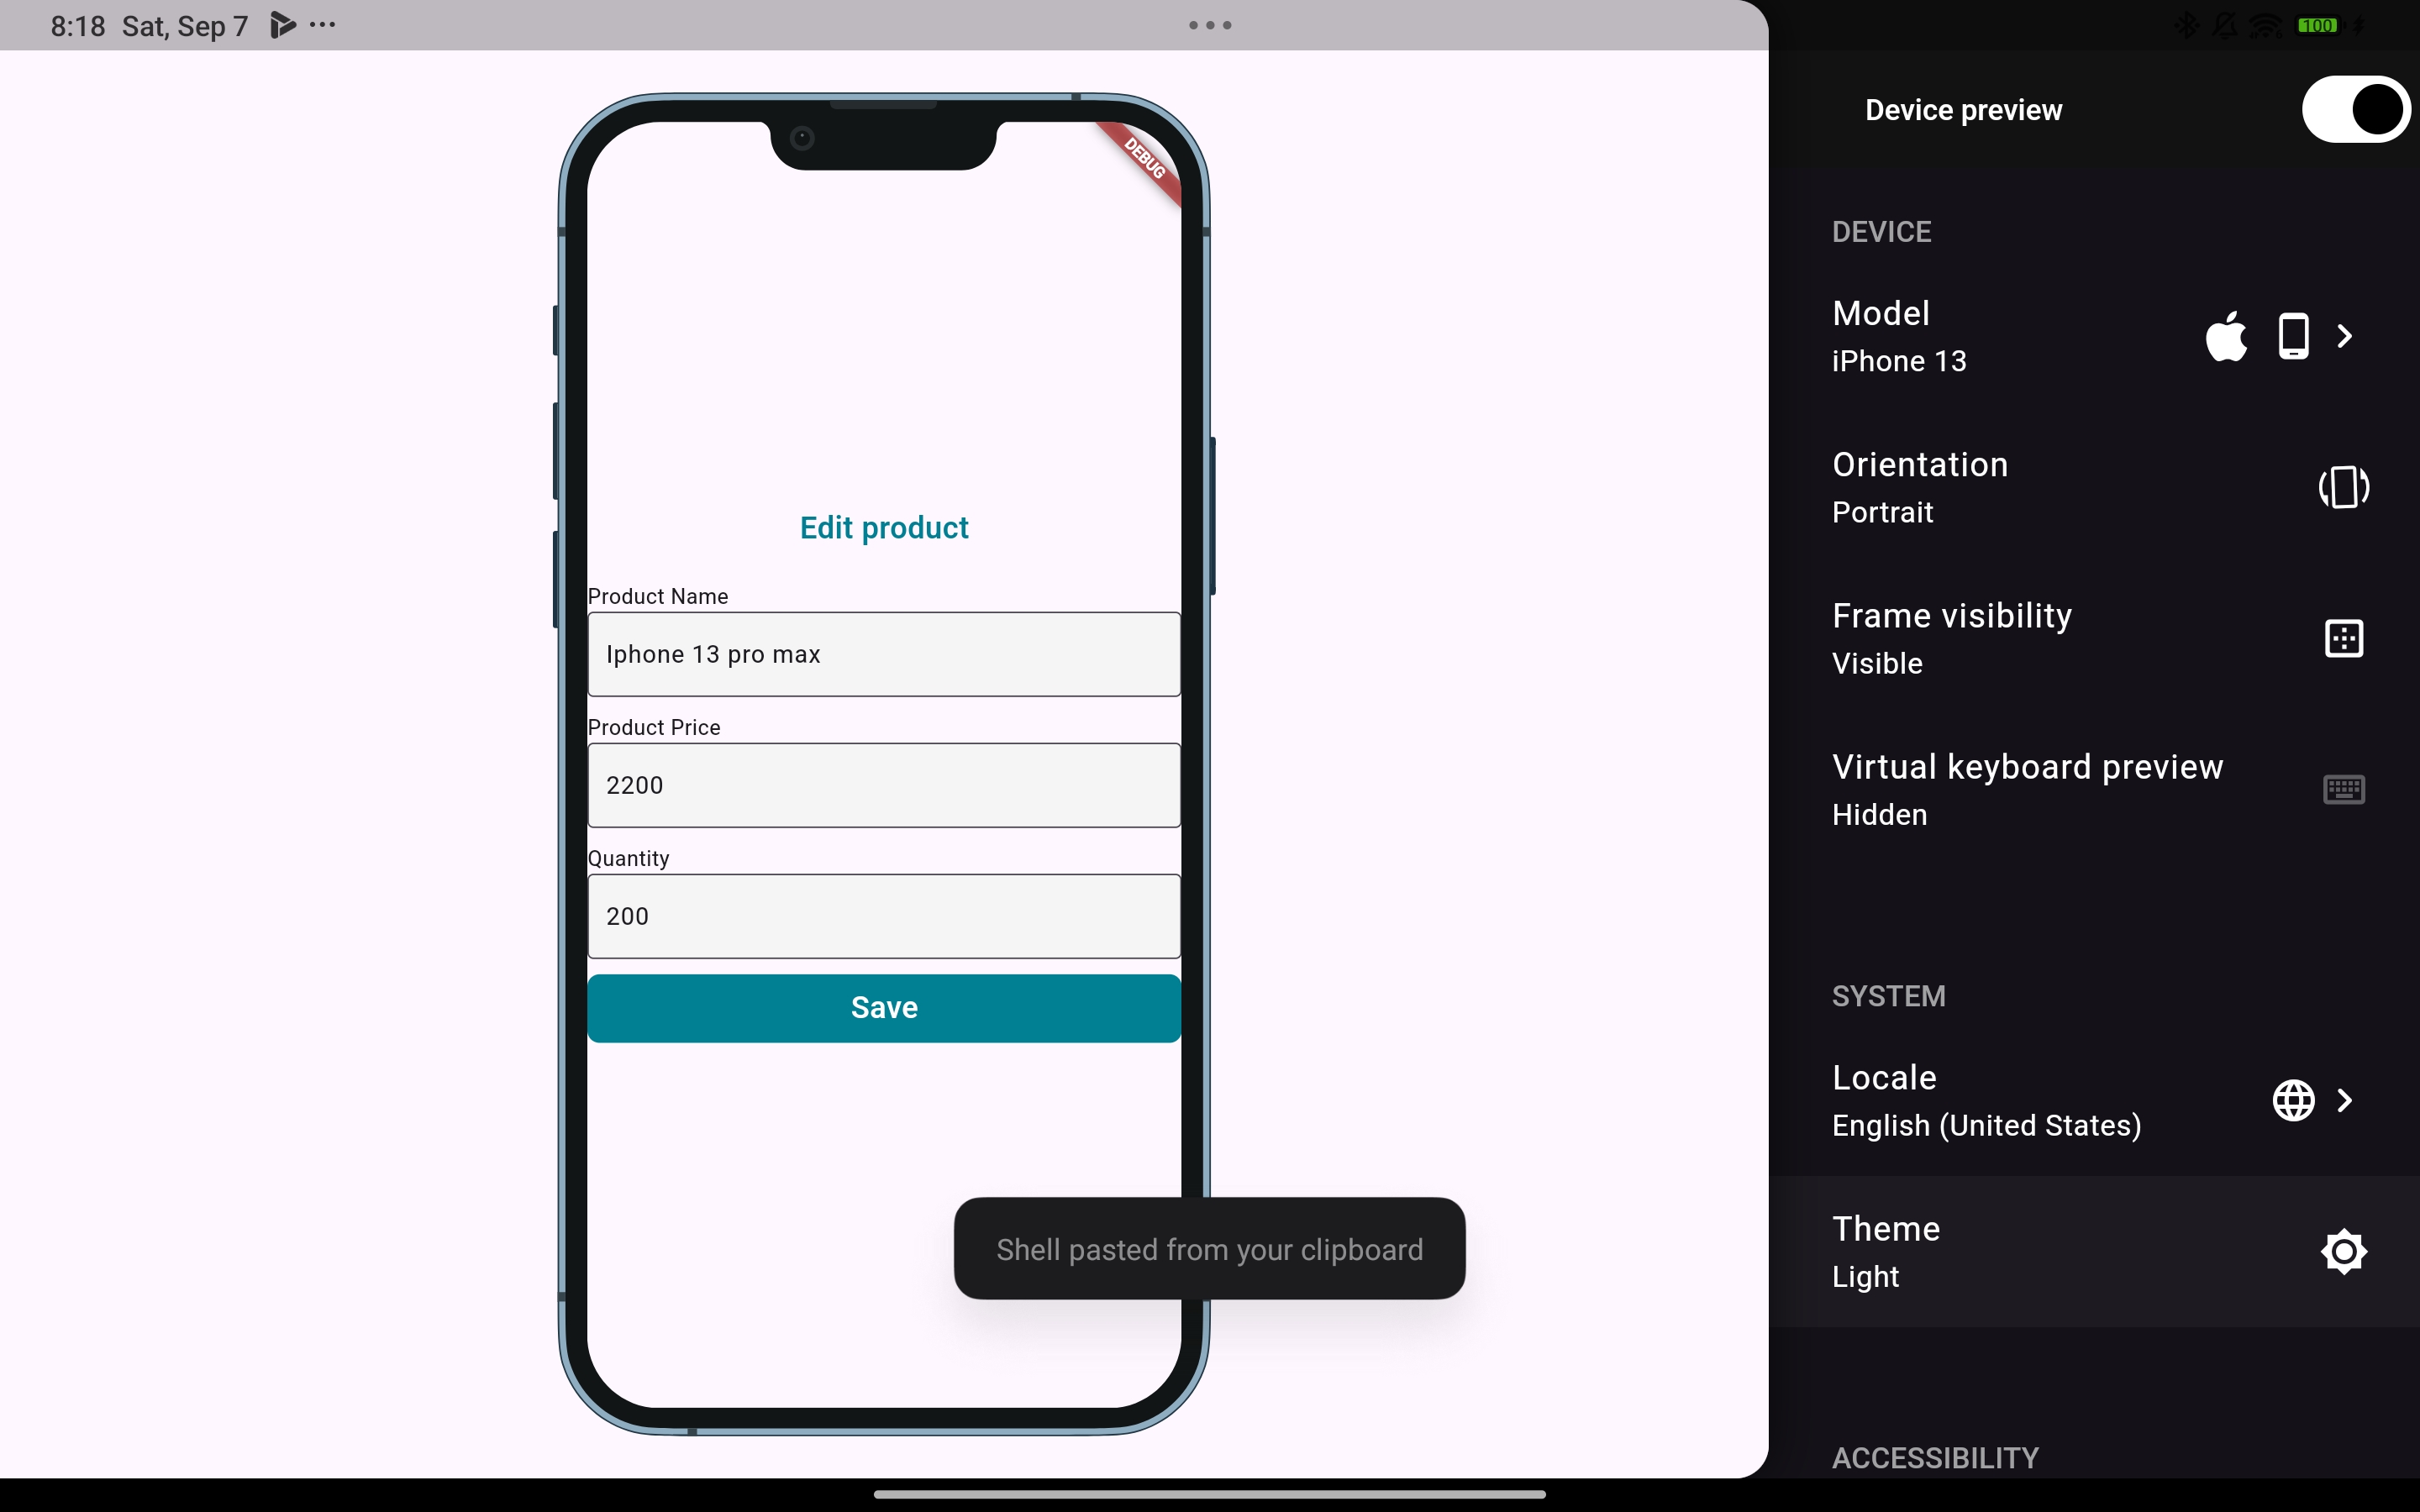 8:18 Sat, Sep 7
100
Device preview
DEBUG
DEVICE
Model
iPhone 13
Orientation
Portrait
Edit product
Product Name
Iphone 13 pro max
Frame visibility
Visible
Product Price
2200
Virtual keyboard preview
Hidden
Quantity
200
Save
SYSTEM
Locale
English (United States)
Shell pasted from your clipboard
Theme
Light
ACCESSIBILITY